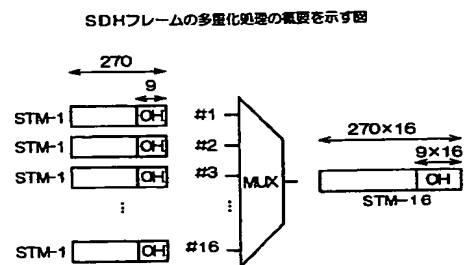 SDHフレームの多重化処理の概要を示す図
270
9
STM-1 OH #1
STM-1 OH #2
STM-1 OH #3
⋮ ⋮
STM-1 OH #16
MUX
270×16
9×16
OH
STM-16